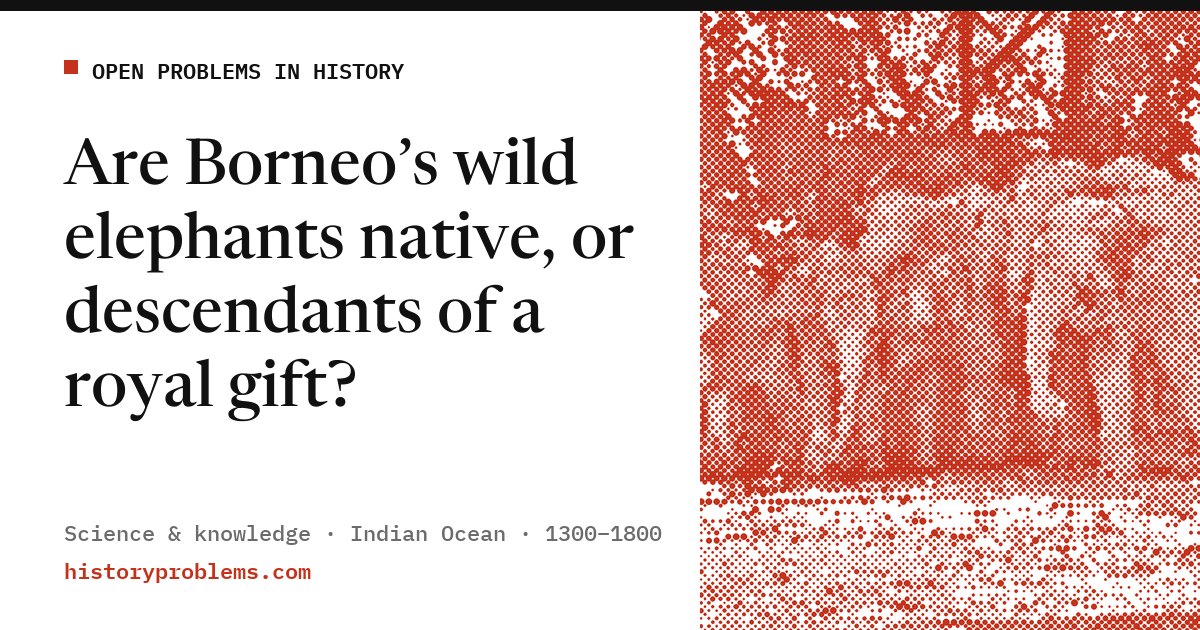 OPEN PROBLEMS IN HISTORY
Are Borneo’s wild
elephants native, or
descendants of a
royal gift?
Science & knowledge · Indian Ocean · 1300–1800
historyproblems.com